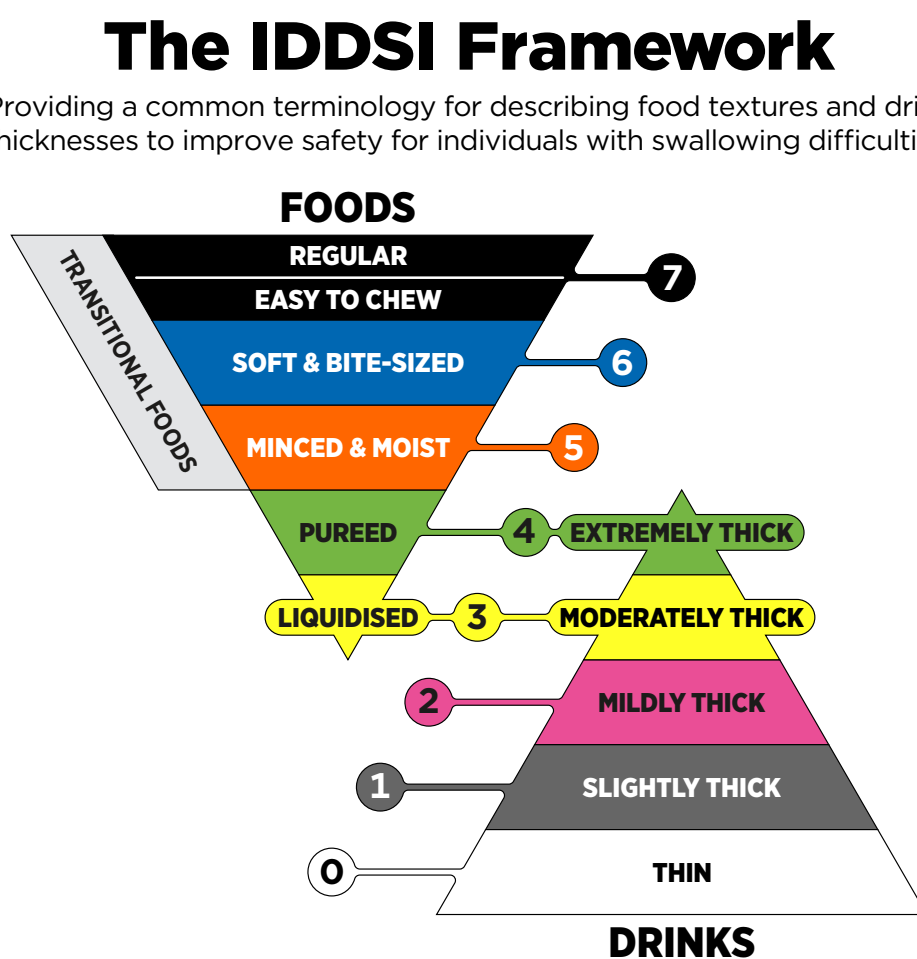 The IDDSI Framework
Providing a common terminology for describing food textures and
to improve safety for individuals with swallowing
FOODS
REGULAR
EASY TO CHEW
TRANSITIONAL FOODS
7
SOFT & BITE-SIZED
6
MINCED & MOIST
5
PUREED
4
EXTREMELY THICK
LIQUIDISED
3
MODERATELY THICK
2
MILDLY THICK
1
SLIGHTLY THICK
0
THIN
DRINKS